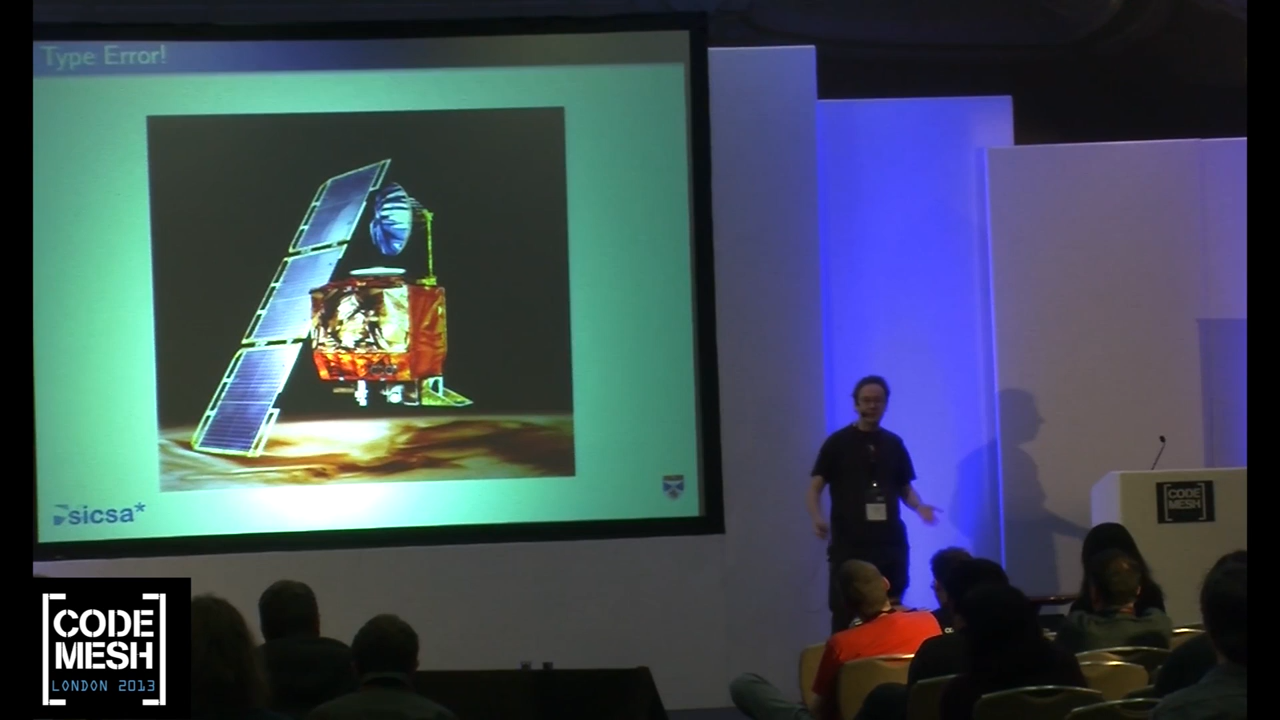 Type Error!
sicsa*
CODE
MESH
CODE
MESH
LONDON 2013